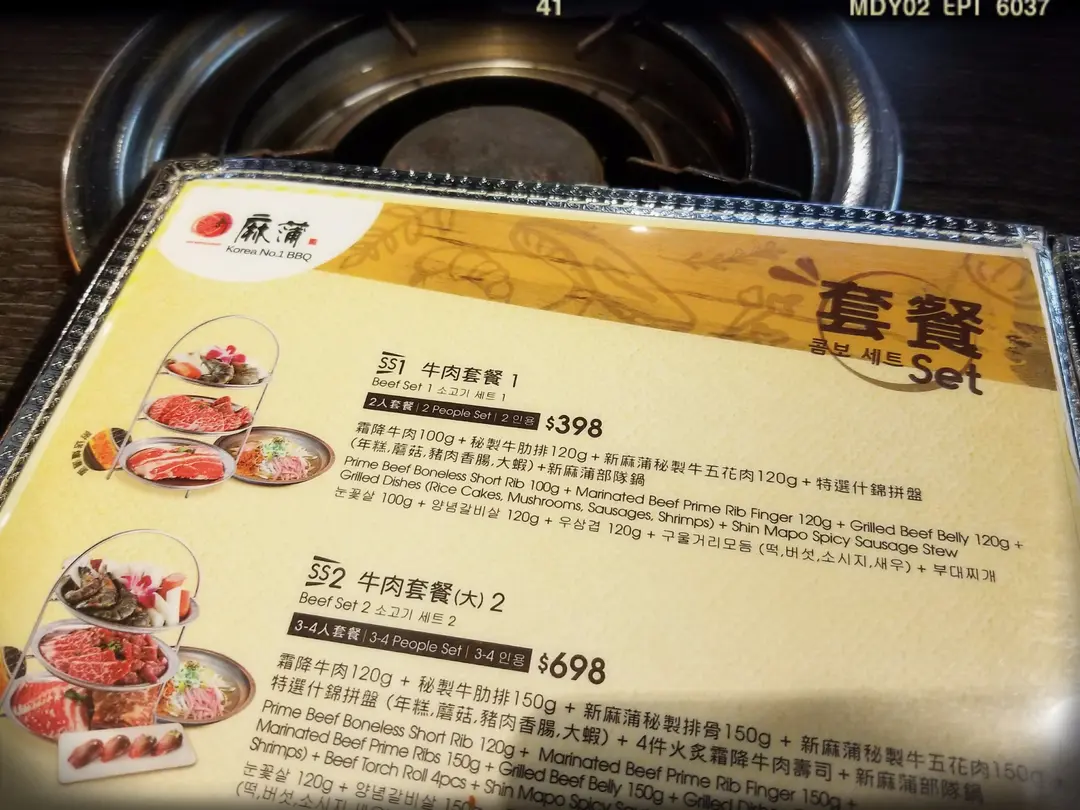 41
MDY02 EPI 6037
麻蒲
Korea No.1 BBQ
套餐
콤보 세트 Set
SS1 牛肉套餐 1
Beef Set 1 소고기 세트 1
2人套餐 | 2 People Set | 2 인용 $398
霜降牛肉100g + 秘製牛肋排120g + 新麻蒲秘製牛五花肉120g + 特選什錦拼盤
(年糕,蘑菇,豬肉香腸,大蝦) + 新麻蒲部隊鍋
Prime Beef Boneless Short Rib 100g + Marinated Beef Prime Rib Finger 120g + Grilled Beef Belly 120g +
Grilled Dishes (Rice Cakes, Mushrooms, Sausages, Shrimps) + Shin Mapo Spicy Sausage Stew
눈꽃살 100g + 양념갈비살 120g + 우삼겹 120g + 구울거리모듬 (떡,버섯,소시지,새우) + 부대찌개
SS2 牛肉套餐(大) 2
Beef Set 2 소고기 세트 2
3-4人套餐 | 3-4 People Set | 3-4 인용 $698
霜降牛肉120g + 秘製牛肋排150g + 新麻蒲秘製排骨150g + 新麻蒲秘製牛五花肉150g +
特選什錦拼盤 (年糕,蘑菇,豬肉香腸,大蝦) + 4件火炙霜降牛肉壽司 + 新麻蒲部隊鍋
Prime Beef Boneless Short Rib 120g + Marinated Beef Prime Rib Finger 150g +
Marinated Beef Prime Ribs 150g + Grilled Beef Belly 150g + Grilled Dishes
Shrimps) + Beef Torch Roll 4pcs + Shin Mapo Spicy
눈꽃살 120g + 양념갈비살 150g
(떡,버섯,소시지,새우)